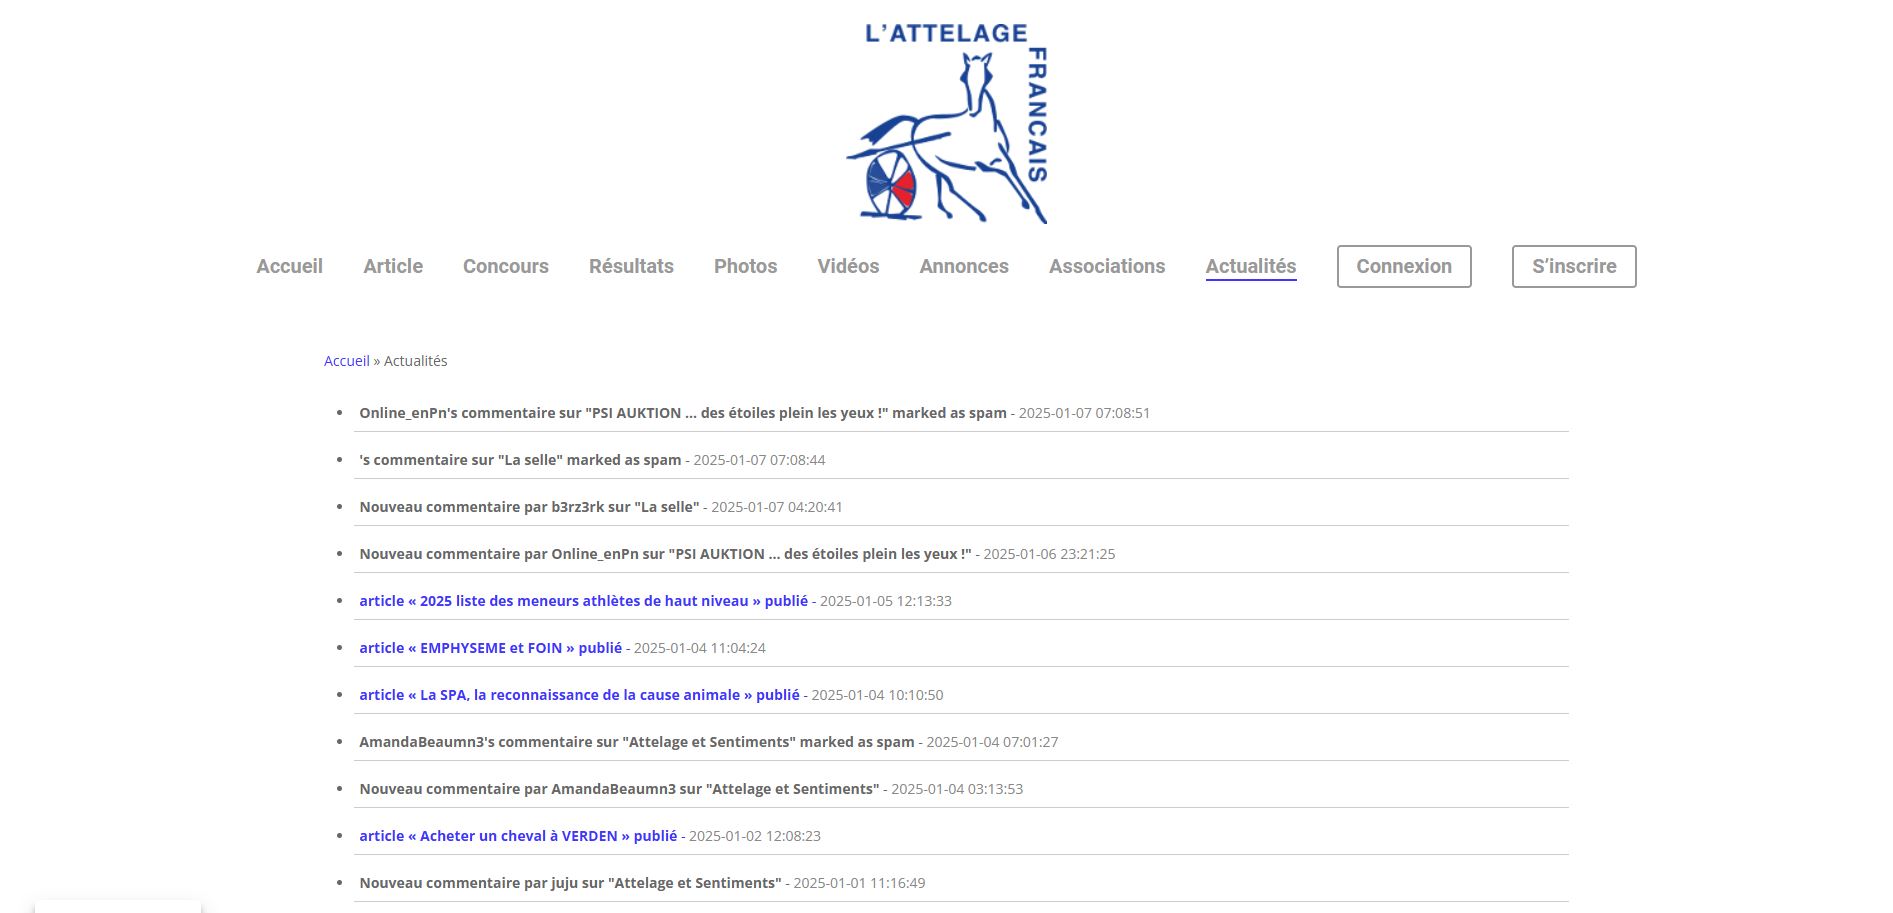 L'ATTELAGE
FRANCAIS
Accueil Article Concours Résultats Photos Vidéos Annonces Associations Actualités Connexion S'inscrire
Accueil » Actualités
Online_enPn's commentaire sur "PSI AUKTION ... des étoiles plein les yeux !" marked as spam - 2025-01-07 07:08:51
's commentaire sur "La selle" marked as spam - 2025-01-07 07:08:44
Nouveau commentaire par b3rz3rk sur "La selle" - 2025-01-07 04:20:41
Nouveau commentaire par Online_enPn sur "PSI AUKTION ... des étoiles plein les yeux !" - 2025-01-06 23:21:25
article « 2025 liste des meneurs athlètes de haut niveau » publié - 2025-01-05 12:13:33
article « EMPHYSEME et FOIN » publié - 2025-01-04 11:04:24
article « La SPA, la reconnaissance de la cause animale » publié - 2025-01-04 10:10:50
AmandaBeaumn3's commentaire sur "Attelage et Sentiments" marked as spam - 2025-01-04 07:01:27
Nouveau commentaire par AmandaBeaumn3 sur "Attelage et Sentiments" - 2025-01-04 03:13:53
article « Acheter un cheval à VERDEN » publié - 2025-01-02 12:08:23
Nouveau commentaire par juju sur "Attelage et Sentiments" - 2025-01-01 11:16:49